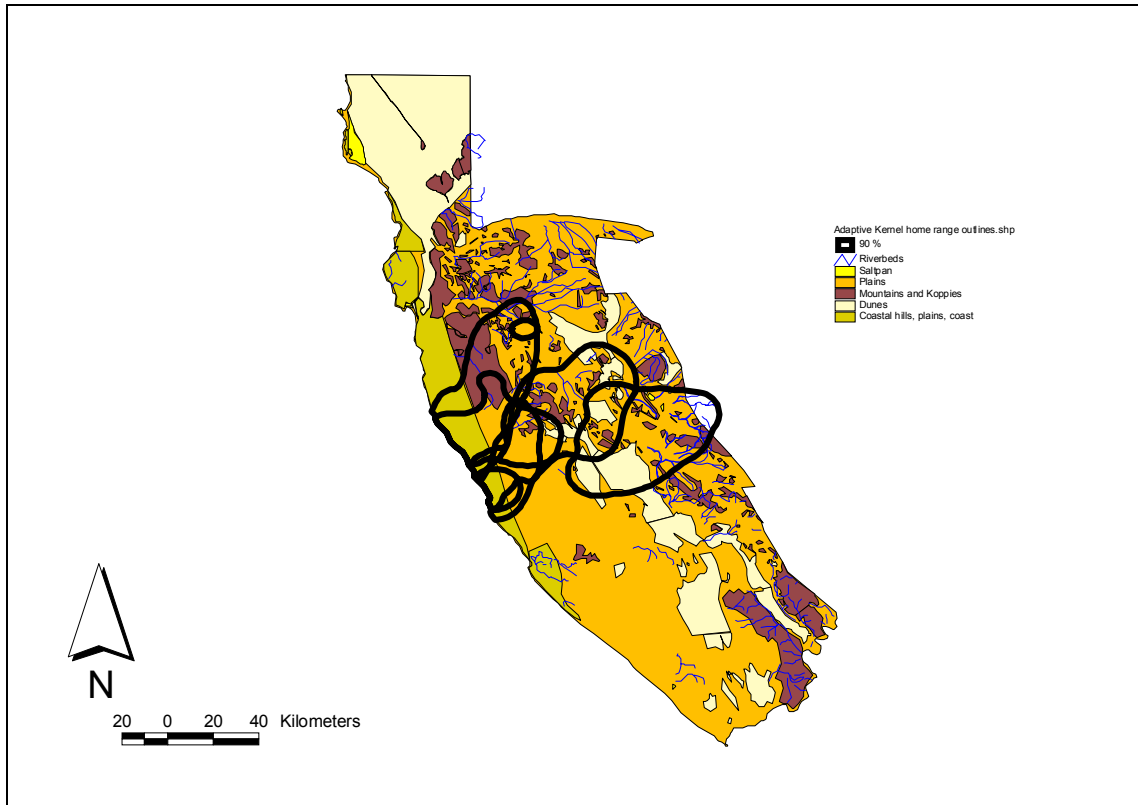 Adaptive Kernel home range outlines.shp
90 %
Riverbeds
Saltpan
Plains
Mountains and Koppies
Dunes
Coastal hills, plains, coast
N
20 0 20 40 Kilometers